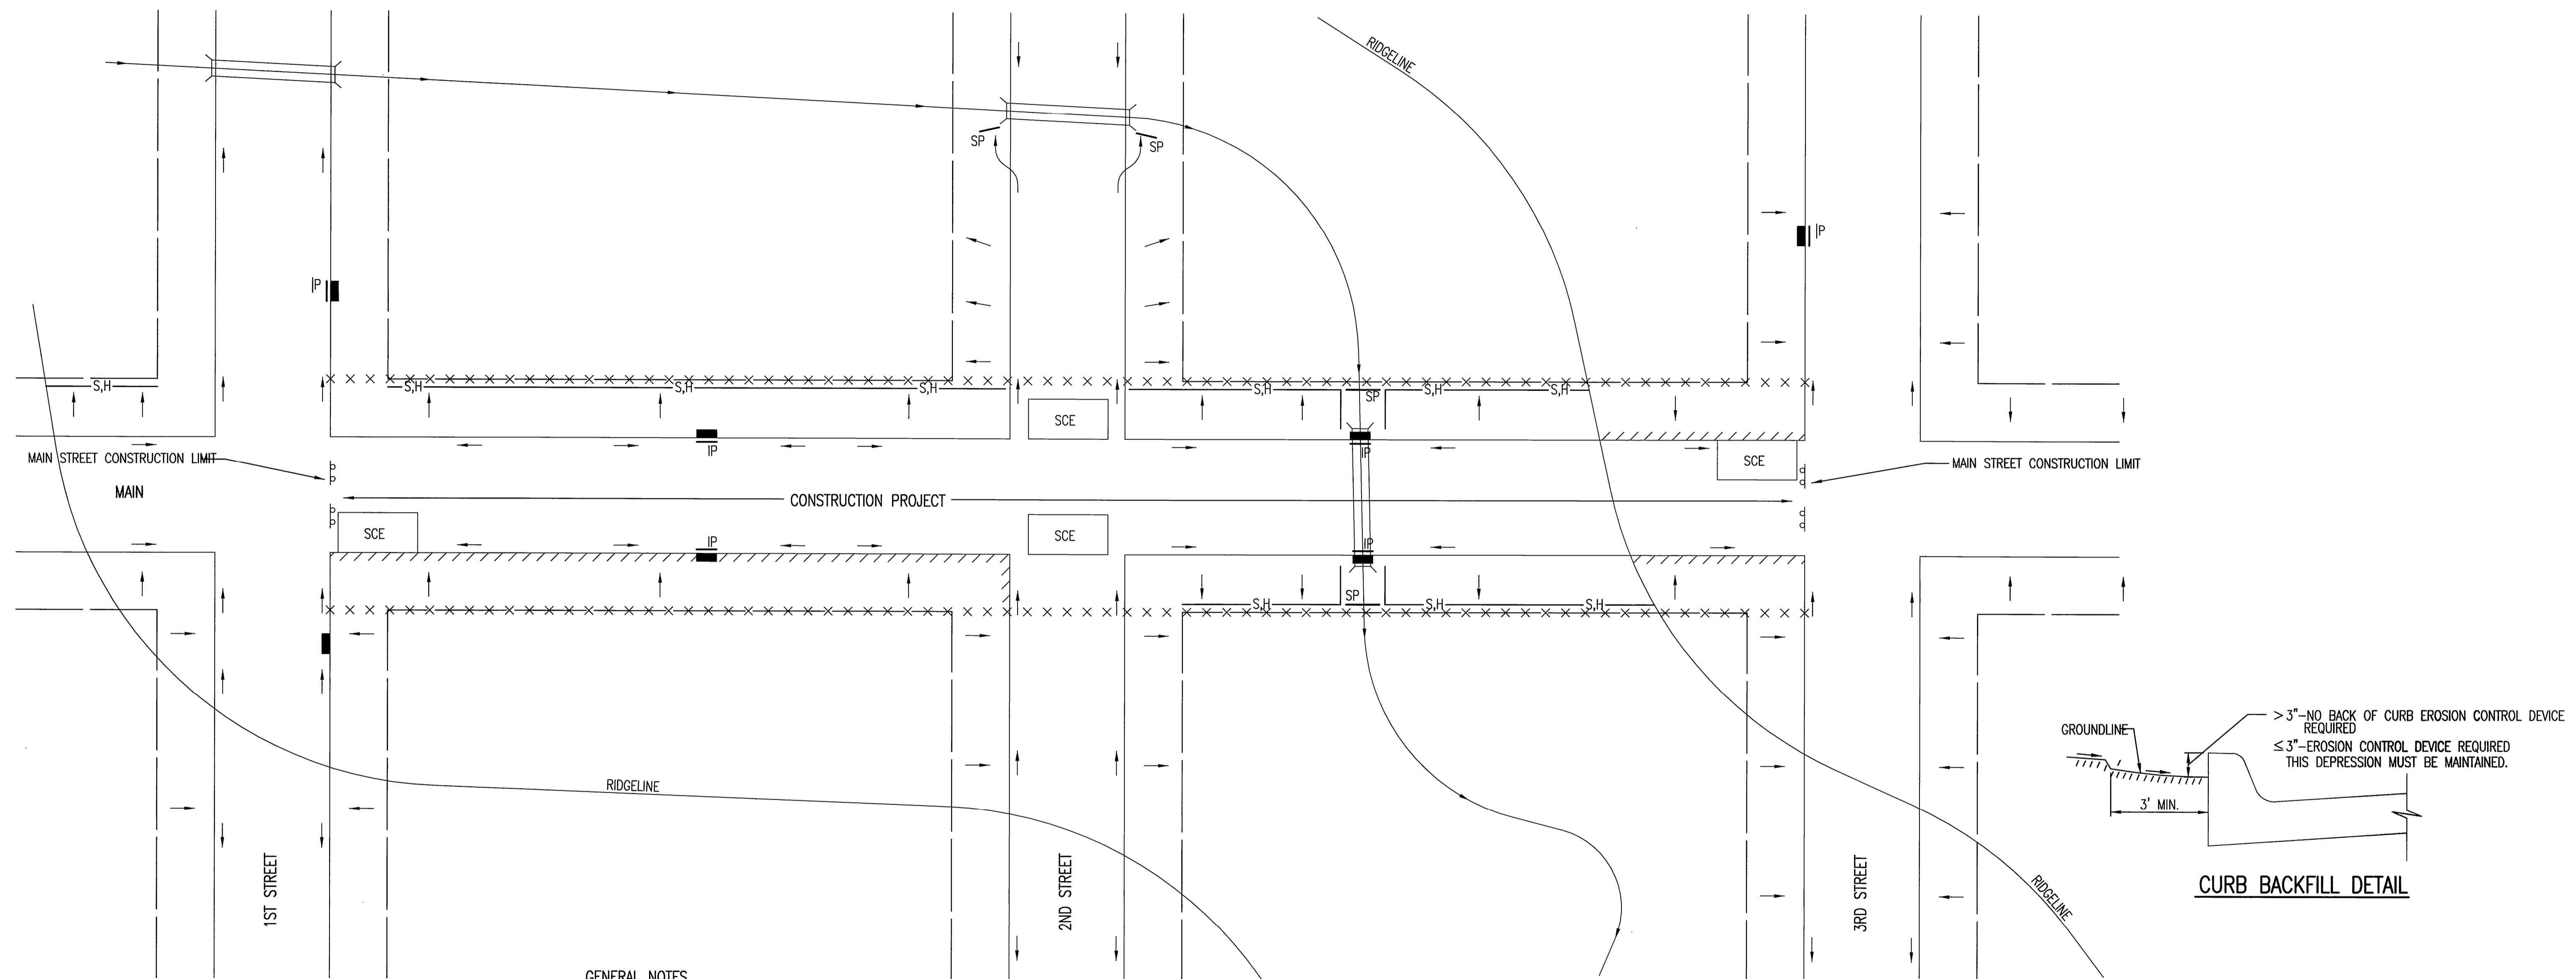 RIDGELINE
SP
SP
IP
IP
S,H
S,H
S,H
S,H
S,H
S,H
S,H
SP
SCE
IP
IP
SCE
MAIN STREET CONSTRUCTION LIMIT
MAIN STREET CONSTRUCTION LIMIT
MAIN
CONSTRUCTION PROJECT
SCE
SCE
IP
IP
SP
S,H
S,H
S,H
RIDGELINE
1ST STREET
2ND STREET
3RD STREET
RIDGELINE
GROUNDLINE
>3"-NO BACK OF CURB EROSION CONTROL DEVICE
REQUIRED
≤3"-EROSION CONTROL DEVICE REQUIRED
THIS DEPRESSION MUST BE MAINTAINED.
3' MIN.
CURB BACKFILL DETAIL
GENERAL NOTES